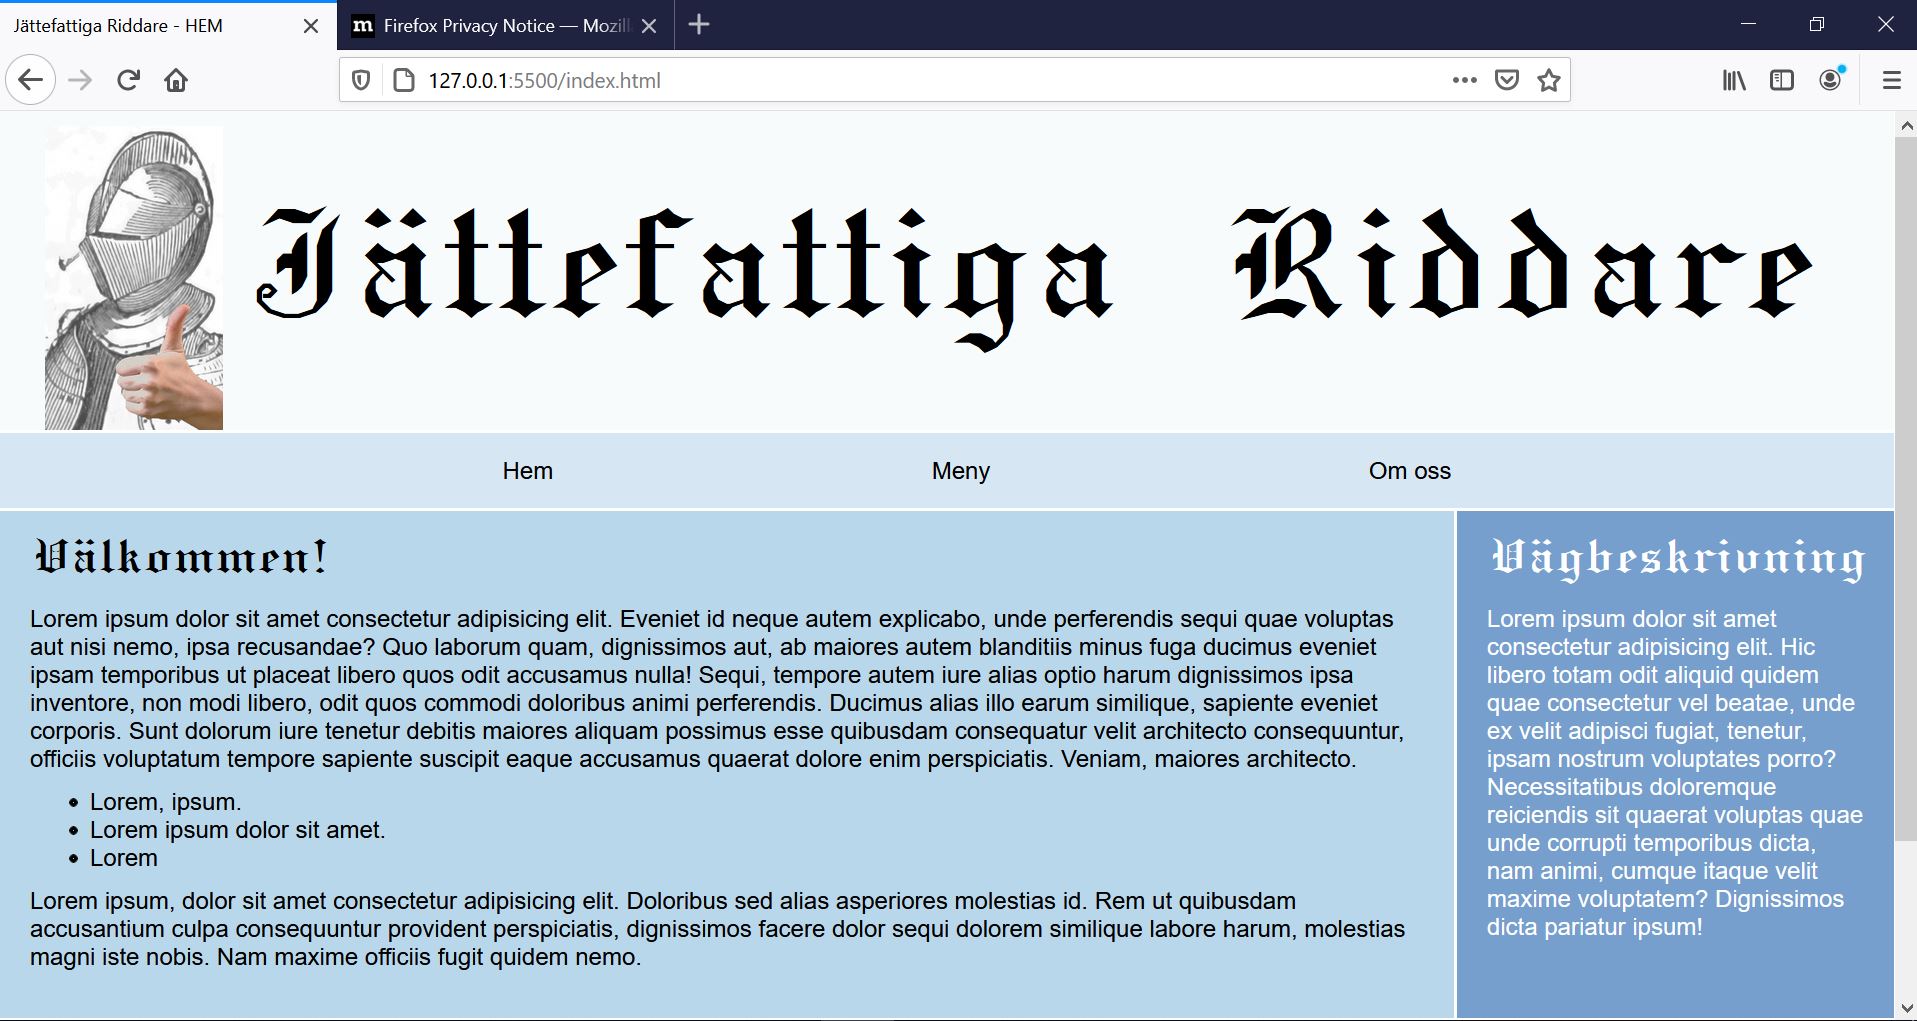 Jättefattiga Riddare - HEM
m Firefox Privacy Notice — Mozill
127.0.0.1:5500/index.html
Jättefattiga Riddare
Hem Meny Om oss
Välkommen!
Lorem ipsum dolor sit amet consectetur adipisicing elit. Eveniet id neque autem explicabo, unde perferendis sequi quae voluptas
aut nisi nemo, ipsa recusandae? Quo laborum quam, dignissimos aut, ab maiores autem blanditiis minus fuga ducimus eveniet
ipsam temporibus ut placeat libero quos odit accusamus nulla! Sequi, tempore autem iure alias optio harum dignissimos ipsa
inventore, non modi libero, odit quos commodi doloribus animi perferendis. Ducimus alias illo earum similique, sapiente eveniet
corporis. Sunt dolorum iure tenetur debitis maiores aliquam possimus esse quibusdam consequatur velit architecto consequuntur,
officiis voluptatum tempore sapiente suscipit eaque accusamus quaerat dolore enim perspiciatis. Veniam, maiores architecto.
• Lorem, ipsum.
• Lorem ipsum dolor sit amet.
• Lorem
Lorem ipsum, dolor sit amet consectetur adipisicing elit. Doloribus sed alias asperiores molestias id. Rem ut quibusdam
accusantium culpa consequuntur provident perspiciatis, dignissimos facere dolor sequi dolorem similique labore harum, molestias
magni iste nobis. Nam maxime officiis fugit quidem nemo.
Vägbeskrivning
Lorem ipsum dolor sit amet
consectetur adipisicing elit. Hic
libero totam odit aliquid quidem
quae consectetur vel beatae, unde
ex velit adipisci fugiat, tenetur,
ipsam nostrum voluptates porro?
Necessitatibus doloremque
reiciendis sit quaerat voluptas quae
unde corrupti temporibus dicta,
nam animi, cumque itaque velit
maxime voluptatem? Dignissimos
dicta pariatur ipsum!